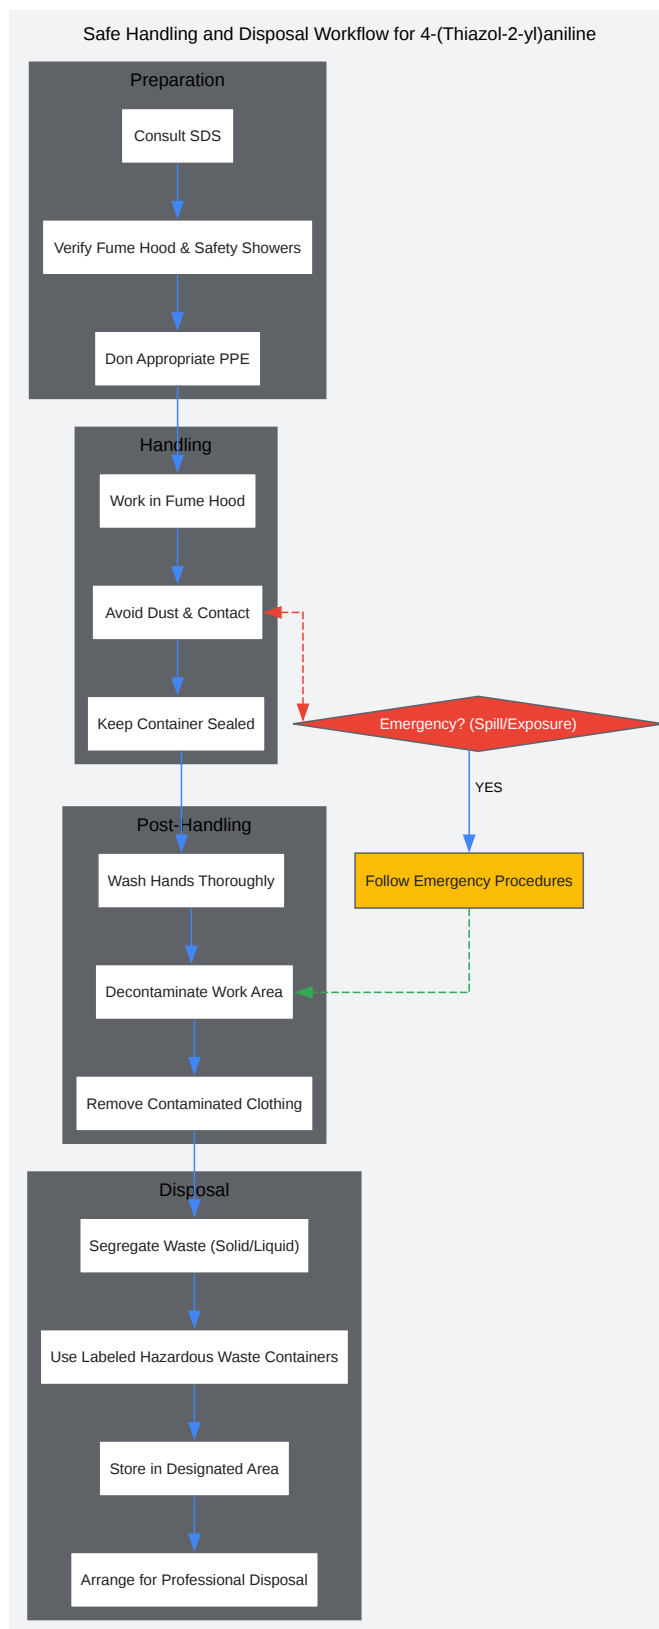 Safe Handling and Disposal Workflow for 4-(Thiazol-2-yl)aniline
Preparation
Consult SDS
Verify Fume Hood & Safety Showers
Don Appropriate PPE
Handling
Work in Fume Hood
Avoid Dust & Contact
Keep Container Sealed
Emergency? (Spill/Exposure)
YES
Post-Handling
Wash Hands Thoroughly
Follow Emergency Procedures
Decontaminate Work Area
Remove Contaminated Clothing
Disposal
Segregate Waste (Solid/Liquid)
Use Labeled Hazardous Waste Containers
Store in Designated Area
Arrange for Professional Disposal